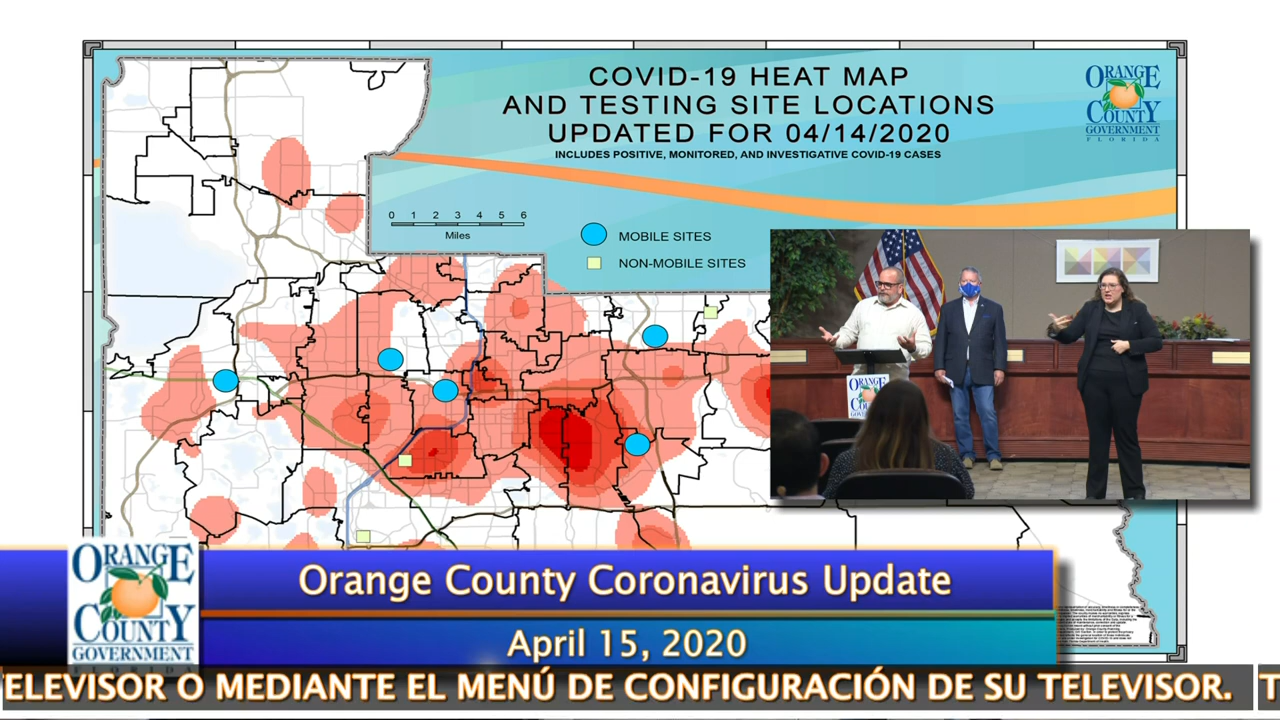 COVID-19 HEAT MAP
AND TESTING SITE LOCATIONS
UPDATED FOR 04/14/2020
INCLUDES POSITIVE, MONITORED, AND INVESTIGATIVE COVID-19 CASES
ORANGE
COUNTY
GOVERNMENT
FLORIDA
0 1 2 3 4 5 6
Miles
MOBILE SITES
NON-MOBILE SITES
ORANGE
COUNTY
GOVERNMENT
FLORIDA
Orange County Coronavirus Update
April 15, 2020
ELEVISOR O MEDIANTE EL MENÚ DE CONFIGURACIÓN DE SU TELEVISOR. T